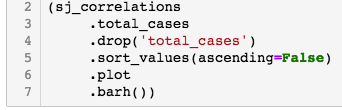 2 (sj_correlations
3 .total_cases
4 .drop('total_cases')
5 .sort_values(ascending=False)
6 .plot
7 .barh())